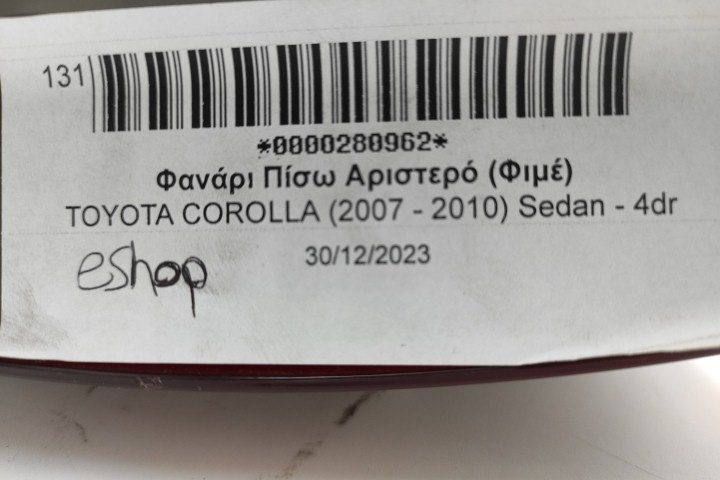 131
*0000280962*
Φανάρι Πίσω Αριστερό (Φιμέ)
TOYOTA COROLLA (2007 - 2010) Sedan - 4dr
30/12/2023
eshop